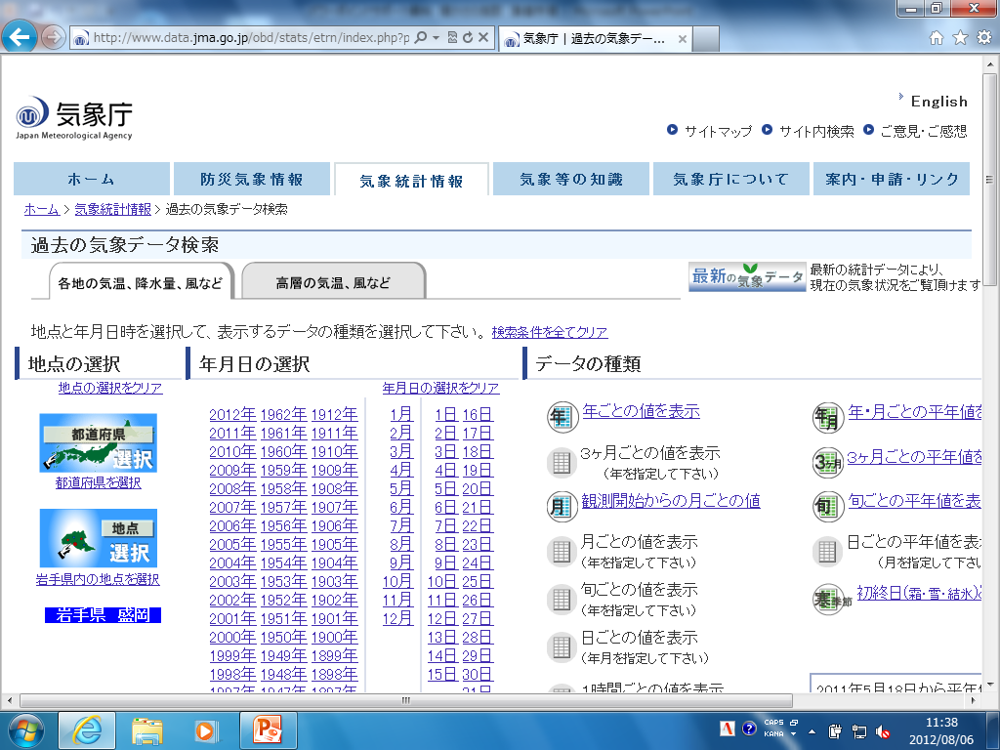 http://www.data.jma.go.jp/obd/stats/etrn/index.php?p
気象庁 | 過去の気象デー...
気象庁
Japan Meteorological Agency
English
サイトマップ サイト内検索 ご意見・ご感想
ホーム 防災気象情報 気象統計情報 気象等の知識 気象庁について 案内・申請・リンク
ホーム > 気象統計情報 > 過去の気象データ検索
過去の気象データ検索
各地の気温、降水量、風など 高層の気温、風など
最新の気象データ
最新の統計データにより、
現在の気象状況をご覧頂けます
地点と年月日時を選択して、表示するデータの種類を選択して下さい。 検索条件を全てクリア
地点の選択
地点の選択をクリア
都道府県
選択
都道府県を選択
地点
選択
岩手県内の地点を選択
岩手県 盛岡
年月日の選択
年月日の選択をクリア
2012年 1962年 1912年 1月 1日 16日
2011年 1961年 1911年 2月 2日 17日
2010年 1960年 1910年 3月 3日 18日
2009年 1959年 1909年 4月 4日 19日
2008年 1958年 1908年 5月 5日 20日
2007年 1957年 1907年 6月 6日 21日
2006年 1956年 1906年 7月 7日 22日
2005年 1955年 1905年 8月 8日 23日
2004年 1954年 1904年 9月 9日 24日
2003年 1953年 1903年 10月 10日 25日
2002年 1952年 1902年 11月 11日 26日
2001年 1951年 1901年 12月 12日 27日
2000年 1950年 1900年 13日 28日
1999年 1949年 1899年 14日 29日
1998年 1948年 1898年 15日 30日
1997年 1947年 1897年 31日
データの種類
年 年ごとの値を表示
3ヶ月ごとの値を表示
(年を指定して下さい)
月 観測開始からの月ごとの値
月ごとの値を表示
(年を指定して下さい)
旬ごとの値を表示
(年を指定して下さい)
日ごとの値を表示
(年月を指定して下さい)
1時間ごとの値を表示
年月 年・月ごとの平年値を
3ヶ月 3ヶ月ごとの平年値を
旬 旬ごとの平年値を表
日ごとの平年値を表
(月を指定して下さ
寒季節 初終日(霜・雪・結氷)
2011年5月18日から平年
CAPS
KANA
11:38
2012/08/06